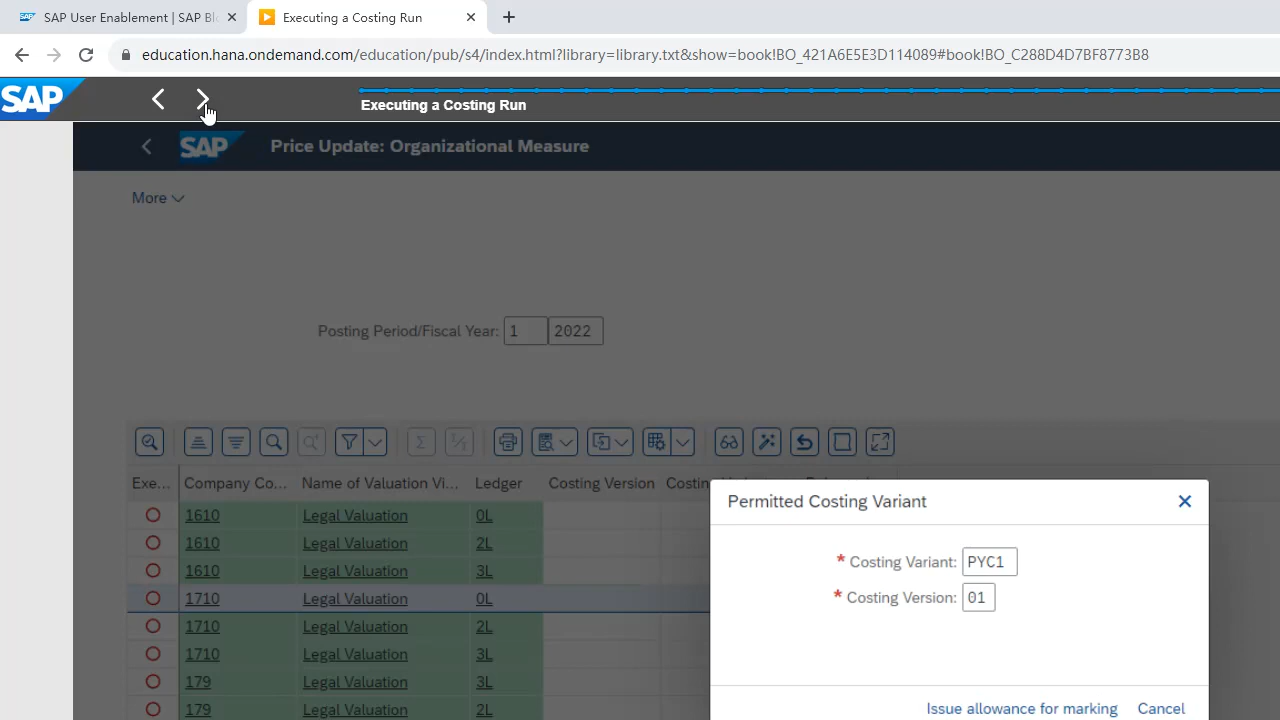 SAP User Enablement | SAP Bl
Executing a Costing Run
education.hana.ondemand.com/education/pub/s4/index.html?library=library.txt&show=book!BO_421A6E5E3D114089#book!BO_C288D4D7BF8773B8
SAP
Executing a Costing Run
SAP
Price Update: Organizational Measure
More
Posting Period/Fiscal Year: 1 2022
Exe... Company Co... Name of Valuation Vi... Ledger Costing Version Costin
1610 Legal Valuation 0L
1610 Legal Valuation 2L
1610 Legal Valuation 3L
1710 Legal Valuation 0L
1710 Legal Valuation 2L
1710 Legal Valuation 3L
179 Legal Valuation 3L
179 Legal Valuation 2L
Permitted Costing Variant
* Costing Variant: PYC1
* Costing Version: 01
Issue allowance for marking Cancel